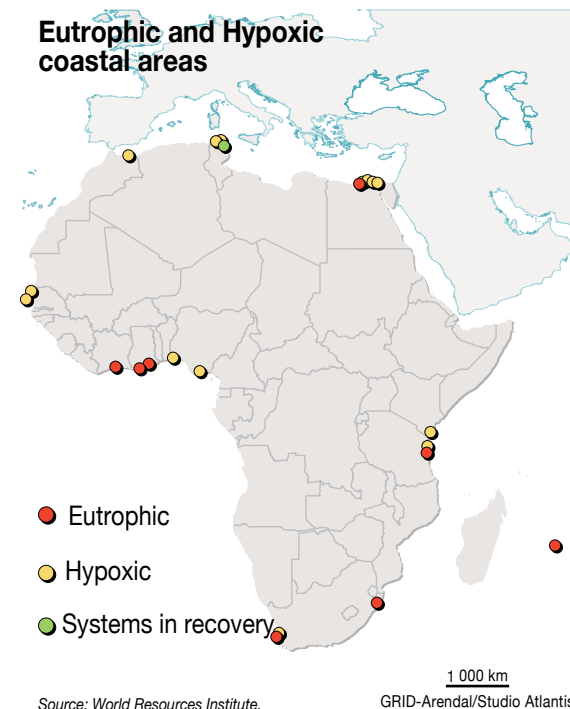 Eutrophic and Hypoxic
coastal areas
Eutrophic
Hypoxic
Systems in recovery
1 000 km
Source: World Resources Institute.
GRID-Arendal/Studio Atlantis